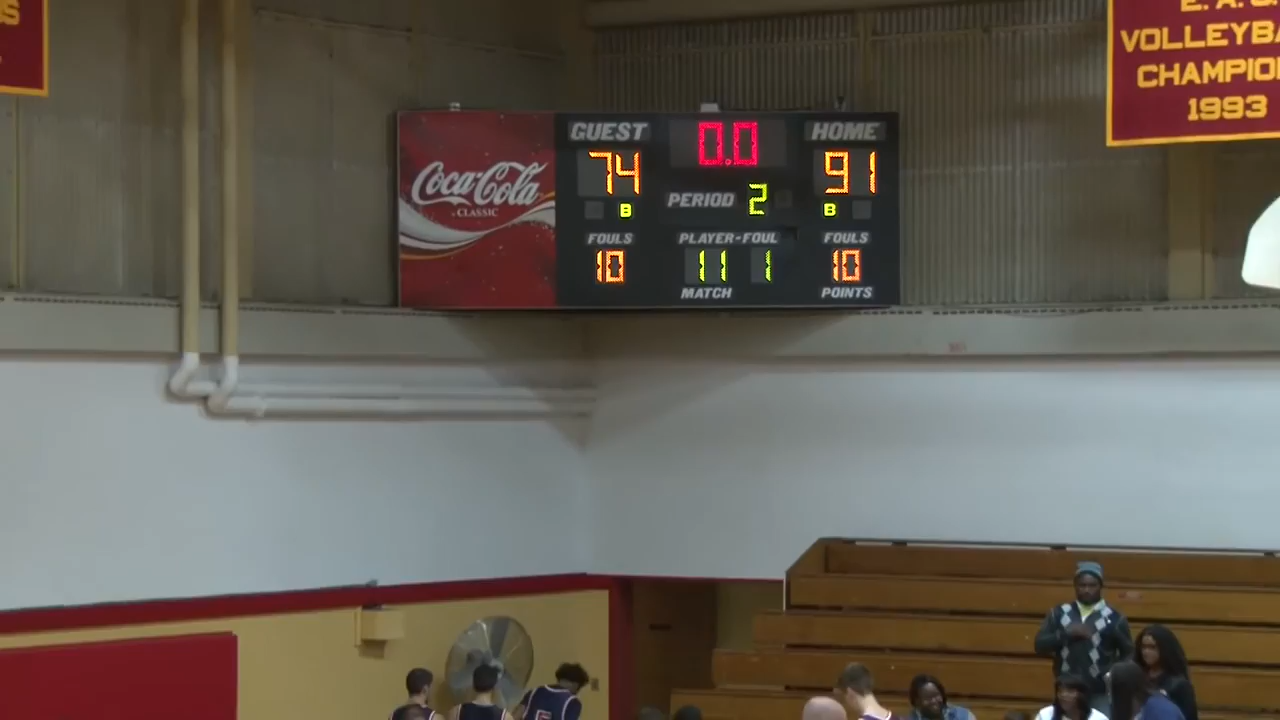 E. A.
VOLLEYBA
CHAMPIO
1993
GUEST 0.0 HOME
74 91
PERIOD 2
B B
FOULS PLAYER-FOUL FOULS
10 11 1 10
MATCH POINTS
Coca-Cola
CLASSIC